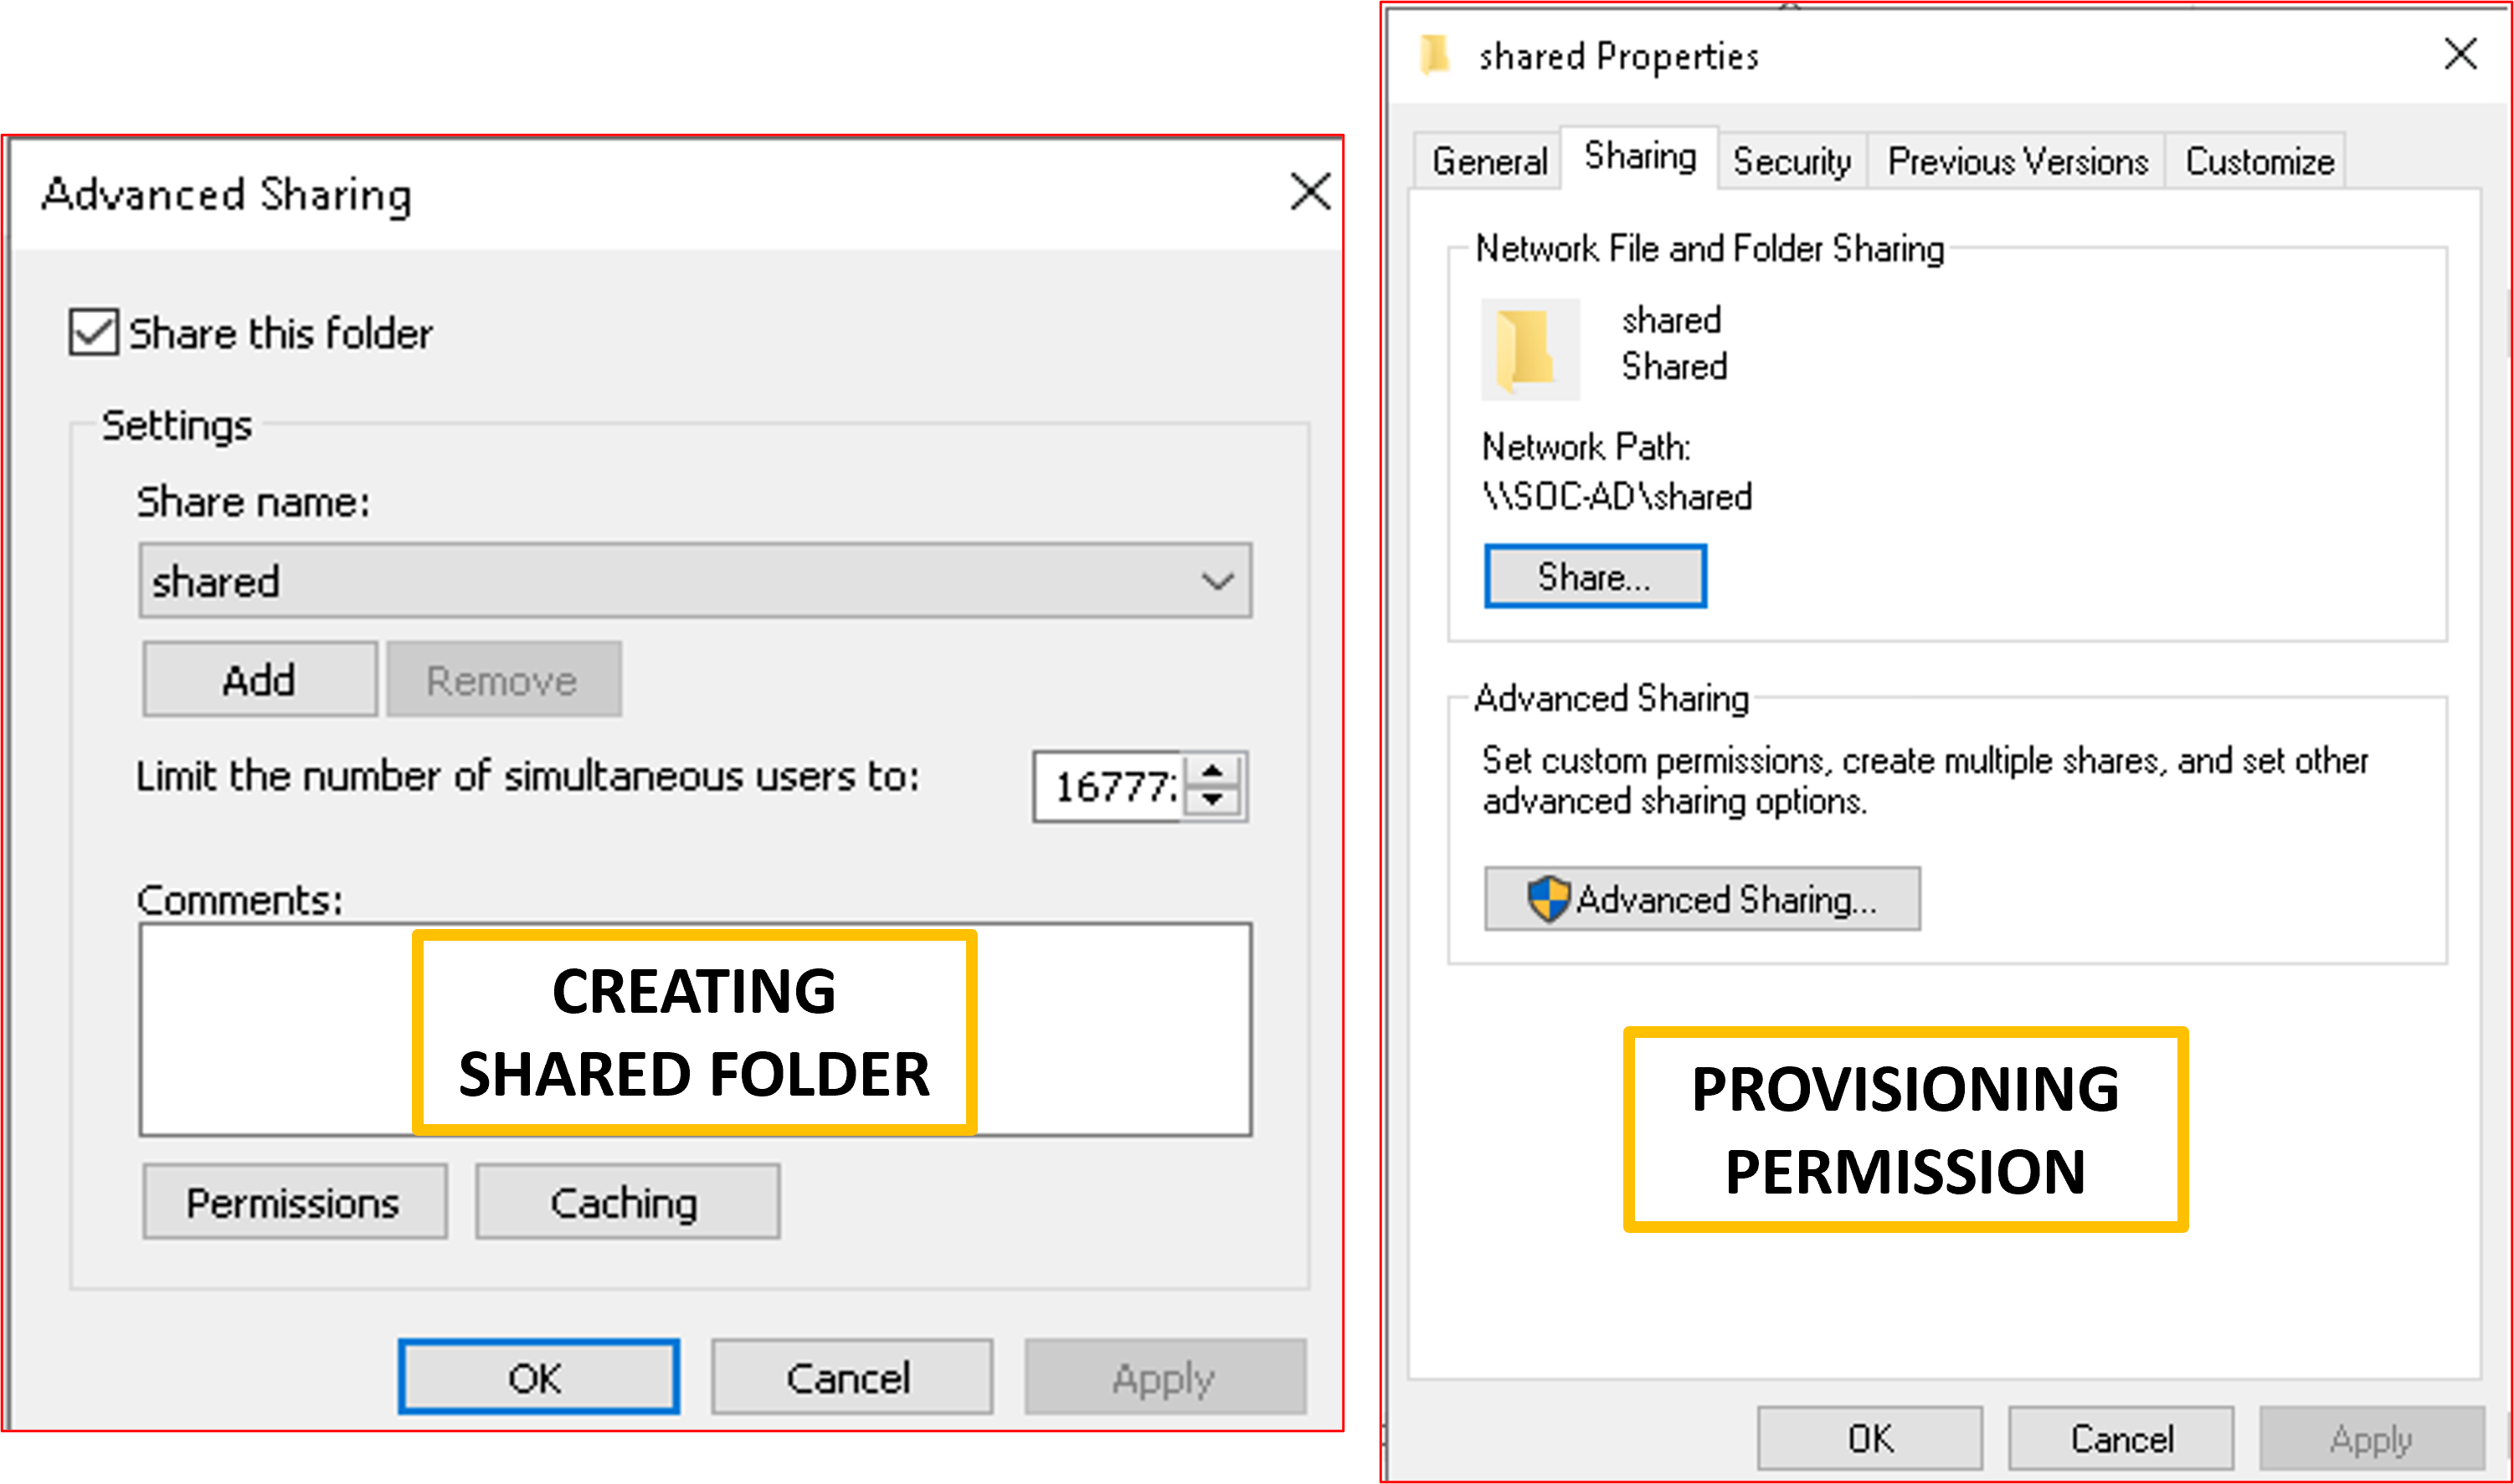 Advanced Sharing
Share this folder
Settings
Share name:
shared
Add Remove
Limit the number of simultaneous users to: 16777
Comments:
CREATING
SHARED FOLDER
Permissions Caching
OK Cancel Apply
shared Properties
General Sharing Security Previous Versions Customize
Network File and Folder Sharing
shared
Shared
Network Path:
\\SOC-AD\shared
Share...
Advanced Sharing
Set custom permissions, create multiple shares, and set other
advanced sharing options.
Advanced Sharing...
PROVISIONING
PERMISSION
OK Cancel Apply